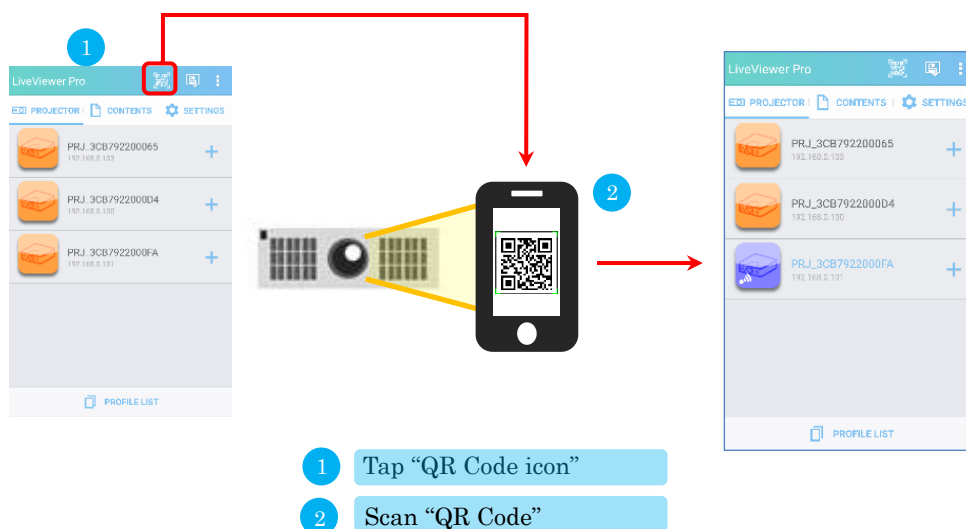 1
LiveViewer Pro
PROJECTOR
CONTENTS
SETTINGS
PRJ_3CB792200065
192.168.0.103
PRJ_3CB7922000D4
192.168.0.100
PRJ_3CB7922000FA
192.168.0.101
PROFILE LIST
2
LiveViewer Pro
PROJECTOR
CONTENTS
SETTINGS
PRJ_3CB792200065
192.168.0.103
PRJ_3CB7922000D4
192.168.0.100
PRJ_3CB7922000FA
192.168.0.101
PROFILE LIST
1 Tap “QR Code icon”
2 Scan “QR Code”